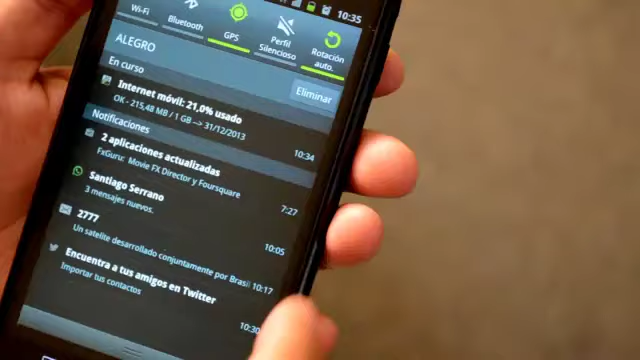 10:35
Wi-Fi
Bluetooth
GPS
Perfil
Silencioso
Rotación
auto.
ALEGRO
En curso
Eliminar
Internet móvil: 21,0% usado
OK - 215,48 MB / 1 GB --> 31/12/2013
10:34
Notificaciones
2 aplicaciones actualizadas
FxGuru: Movie FX Director y Foursquare
7:27
Santiago Serrano
3 mensajes nuevos.
10:05
2777
Un satelite desarrollado conjuntamente por Brasil
10:17
Encuentra a tus amigos en Twitter
Importar tus contactos
10:30